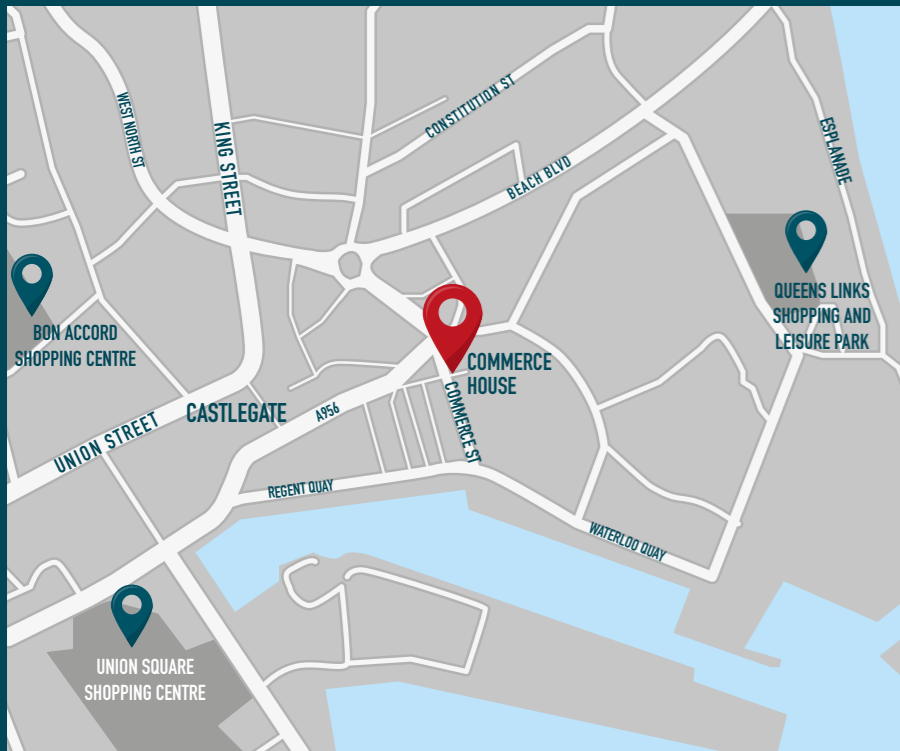 CONSTITUTION ST
WEST NORTH ST
KING STREET
ESPLANADE
BEACH BLVD
QUEENS LINKS
SHOPPING AND
LEISURE PARK
BON ACCORD
SHOPPING CENTRE
COMMERCE
HOUSE
CASTLEGATE
A956
COMMERCE ST
UNION STREET
REGENT QUAY
WATERLOO QUAY
UNION SQUARE
SHOPPING CENTRE